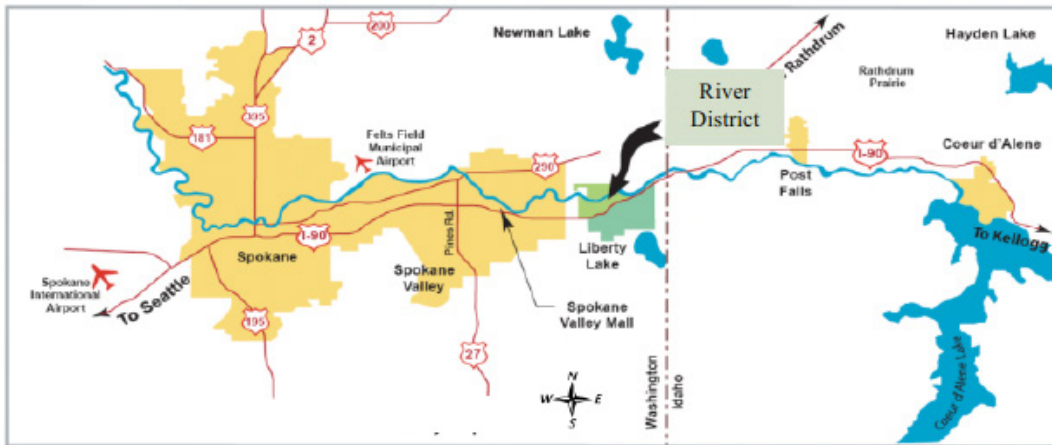 2
200
Newman Lake
Hayden Lake
To Rathdrum
Rathdrum
Prairie
River
District
395
181
Felts Field
Municipal
Airport
290
I-90
Coeur d'Alene
Post
Falls
Pines Rd.
I-90
Spokane
Spokane
Valley
Liberty
Lake
To Kellogg
Spokane
International
Airport
To Seattle
Spokane
Valley Mall
195
27
N
W E
S
Washington
Idaho
Coeur d'Alene Lake